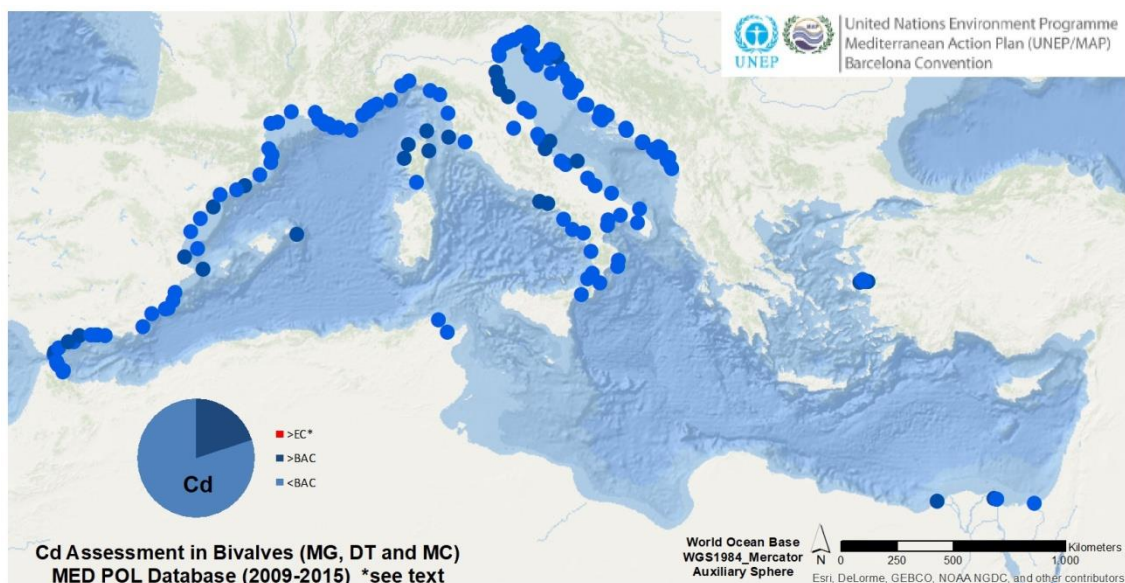 United Nations Environment Programme
Mediterranean Action Plan (UNEP/MAP)
Barcelona Convention
UNEP
MAP
>EC*
>BAC
<BAC
Cd
Cd Assessment in Bivalves (MG, DT and MC)
MED POL Database (2009-2015) *see text
World Ocean Base
WGS1984_Mercator
Auxiliary Sphere
N
Kilometers
0 250 500 1,000
Esri, DeLorme, GEBCO, NOAA NGDC, and other contributors